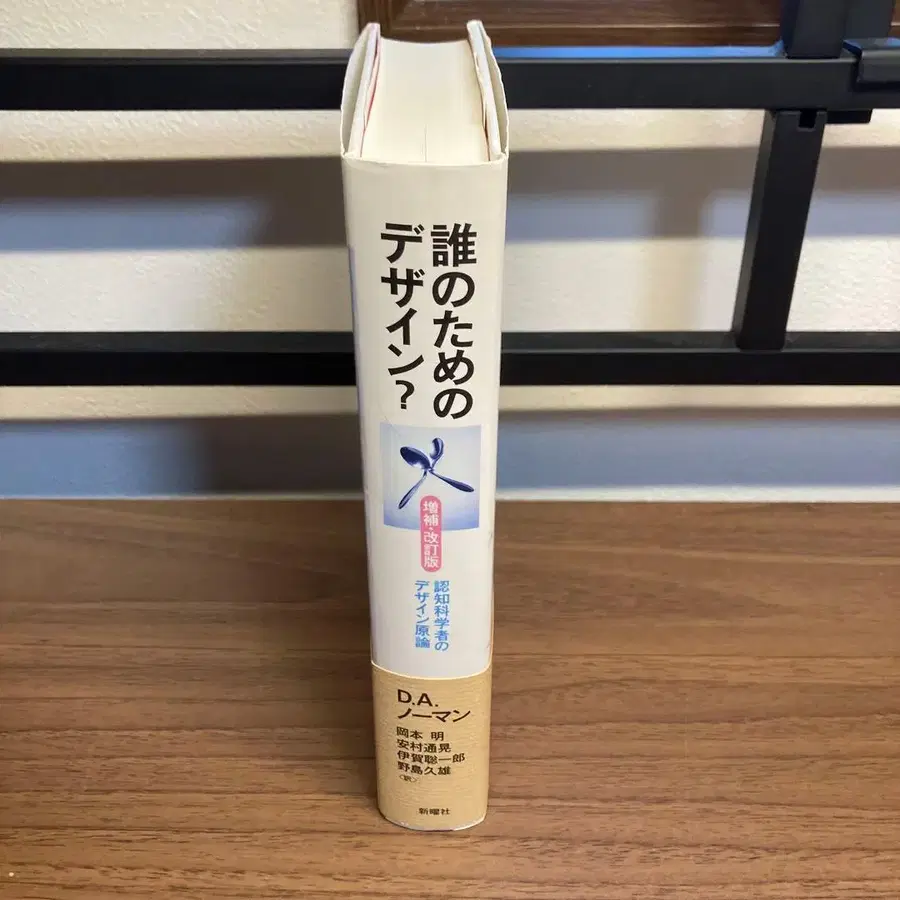 誰のための
デザイン?
増補・改訂版
認知科学者の
デザイン原論
D.A.
ノーマン
岡本 明
安村通晃
伊賀聡一郎
野島久雄
〈訳〉
新曜社